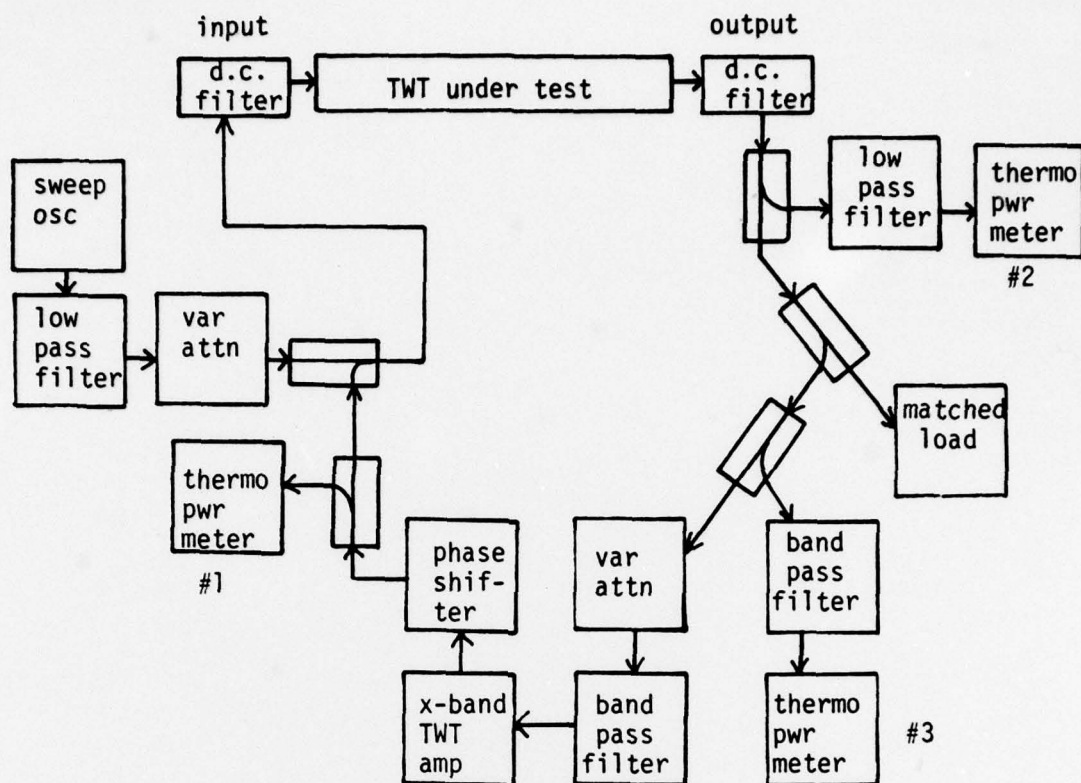 input
output
d.c.
filter
TWT under test
d.c.
filter
sweep
osc
low
pass
filter
thermo
pwr
meter
#2
low
pass
filter
var
attn
matched
load
thermo
pwr
meter
#1
phase
shif-
ter
var
attn
band
pass
filter
x-band
TWT
amp
band
pass
filter
thermo
pwr
meter
#3